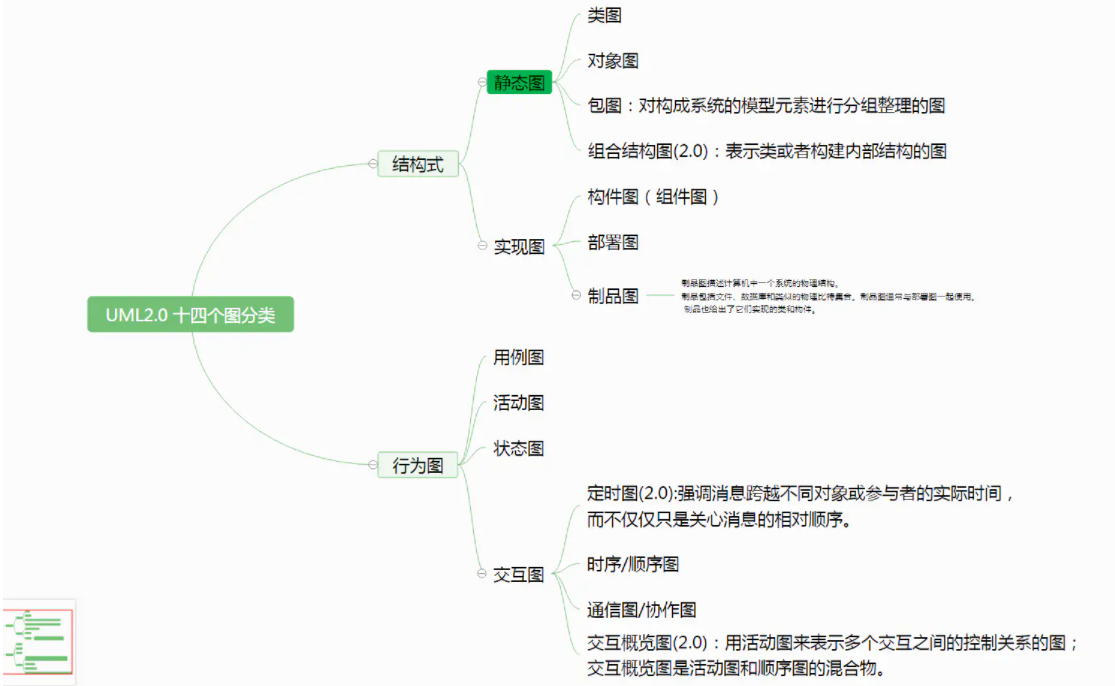 类图
对象图
静态图
包图：对构成系统的模型元素进行分组整理的图
组合结构图(2.0)：表示类或者构建内部结构的图
结构式
构件图（组件图）
实现图
部署图
制品图
制品图描述计算机中一个系统的物理结构。
制品包括文件、数据库和类似的物理比特集合。制品图通常与部署图一起使用。
制品也给出了它们实现的类和构件。
UML2.0 十四个图分类
用例图
活动图
状态图
行为图
定时图(2.0):强调消息跨越不同对象或参与者的实际时间，
而不仅仅只是关心消息的相对顺序。
交互图
时序/顺序图
通信图/协作图
交互概览图(2.0)：用活动图来表示多个交互之间的控制关系的图；
交互概览图是活动图和顺序图的混合物。